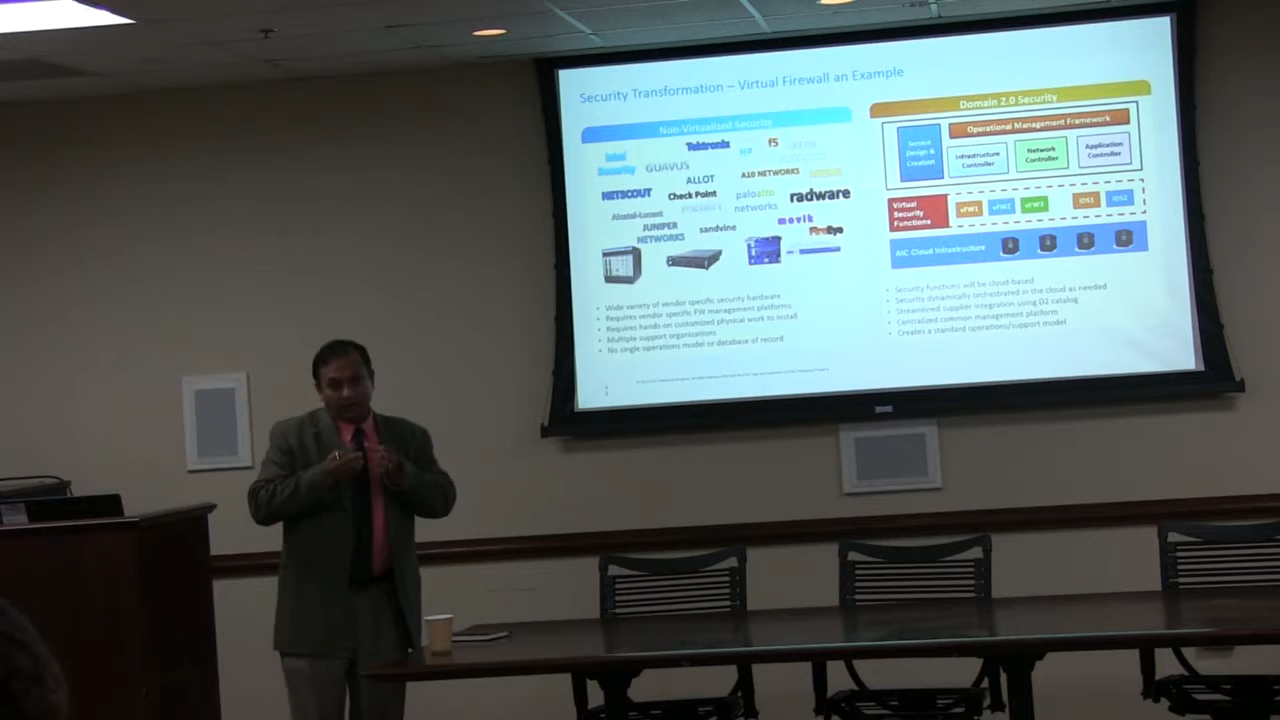 Security Transformation – Virtual Firewall an Example
Non-Virtualized Security
Intel Security
Tektronix
HP
f5
GUAVUS
ALLOT
A10 NETWORKS
NETSCOUT
Check Point
paloalto networks
radware
Alcatel-Lucent
JUNIPER NETWORKS
sandvine
movik
FireEye
Wide variety of vendor specific security hardware
Requires vendor specific FW management platforms
Requires hands-on customized physical work to install
Multiple support organizations
No single operations model or database of record
Domain 2.0 Security
Service Design & Creation
Operational Management Framework
Infrastructure Controller
Network Controller
Application Controller
Virtual Security Functions
vFW1
vFW2
vFW3
IDS1
IDS2
AIC Cloud Infrastructure
Security functions will be cloud-based
Security dynamically orchestrated in the cloud as needed
Streamlined supplier integration using D2 catalog
Centralized common management platform
Creates a standard operations/support model